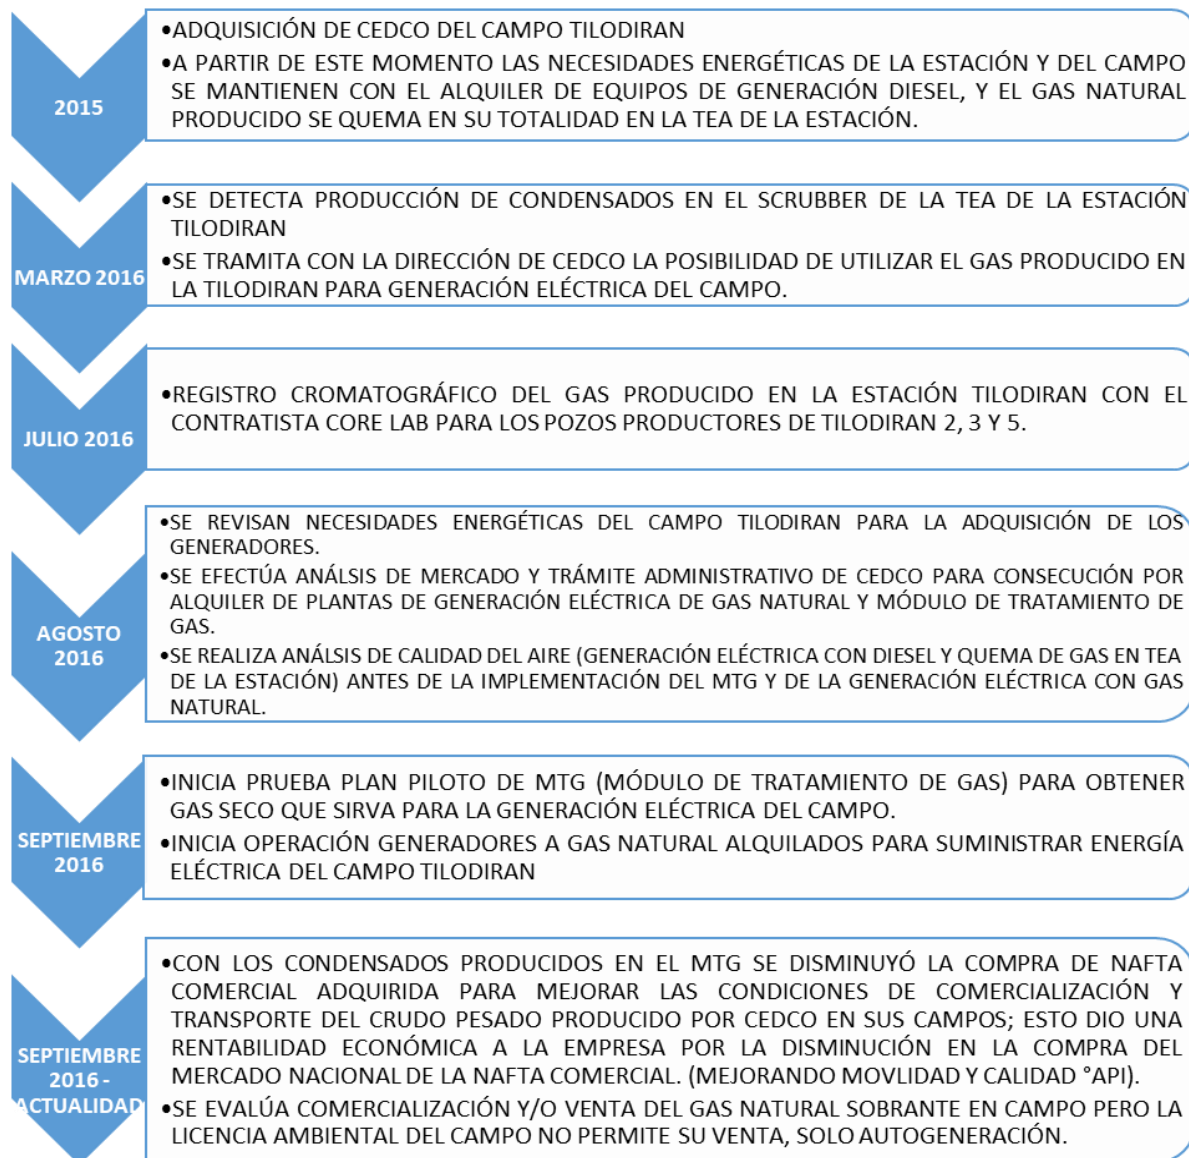 2015
•ADQUISICIÓN DE CEDCO DEL CAMPO TILODIRAN
•A PARTIR DE ESTE MOMENTO LAS NECESIDADES ENERGÉTICAS DE LA ESTACIÓN Y DEL CAMPO
SE MANTIENEN CON EL ALQUILER DE EQUIPOS DE GENERACIÓN DIESEL, Y EL GAS NATURAL
PRODUCIDO SE QUEMA EN SU TOTALIDAD EN LA TEA DE LA ESTACIÓN.
MARZO 2016
•SE DETECTA PRODUCCIÓN DE CONDENSADOS EN EL SCRUBBER DE LA TEA DE LA ESTACIÓN
TILODIRAN
•SE TRAMITA CON LA DIRECCIÓN DE CEDCO LA POSIBILIDAD DE UTILIZAR EL GAS PRODUCIDO EN
LA TILODIRAN PARA GENERACIÓN ELÉCTRICA DEL CAMPO.
JULIO 2016
•REGISTRO CROMATOGRÁFICO DEL GAS PRODUCIDO EN LA ESTACIÓN TILODIRAN CON EL
CONTRATISTA CORE LAB PARA LOS POZOS PRODUCTORES DE TILODIRAN 2, 3 Y 5.
AGOSTO
2016
•SE REVISAN NECESIDADES ENERGÉTICAS DEL CAMPO TILODIRAN PARA LA ADQUISICIÓN DE LOS
GENERADORES.
•SE EFECTÚA ANÁLSIS DE MERCADO Y TRÁMITE ADMINISTRATIVO DE CEDCO PARA CONSECUCIÓN POR
ALQUILER DE PLANTAS DE GENERACIÓN ELÉCTRICA DE GAS NATURAL Y MÓDULO DE TRATAMIENTO DE
GAS.
•SE REALIZA ANÁLSIS DE CALIDAD DEL AIRE (GENERACIÓN ELÉCTRICA CON DIESEL Y QUEMA DE GAS EN TEA
DE LA ESTACIÓN) ANTES DE LA IMPLEMENTACIÓN DEL MTG Y DE LA GENERACIÓN ELÉCTRICA CON GAS
NATURAL.
SEPTIEMBRE
2016
•INICIA PRUEBA PLAN PILOTO DE MTG (MÓDULO DE TRATAMIENTO DE GAS) PARA OBTENER
GAS SECO QUE SIRVA PARA LA GENERACIÓN ELÉCTRICA DEL CAMPO.
•INICIA OPERACIÓN GENERADORES A GAS NATURAL ALQUILADOS PARA SUMINISTRAR ENERGÍA
ELÉCTRICA DEL CAMPO TILODIRAN
SEPTIEMBRE
2016 -
ACTUALIDAD
•CON LOS CONDENSADOS PRODUCIDOS EN EL MTG SE DISMINUYÓ LA COMPRA DE NAFTA
COMERCIAL ADQUIRIDA PARA MEJORAR LAS CONDICIONES DE COMERCIALIZACIÓN Y
TRANSPORTE DEL CRUDO PESADO PRODUCIDO POR CEDCO EN SUS CAMPOS; ESTO DIO UNA
RENTABILIDAD ECONÓMICA A LA EMPRESA POR LA DISMINUCIÓN EN LA COMPRA DEL
MERCADO NACIONAL DE LA NAFTA COMERCIAL. (MEJORANDO MOVLIDAD Y CALIDAD °API).
•SE EVALÚA COMERCIALIZACIÓN Y/O VENTA DEL GAS NATURAL SOBRANTE EN CAMPO PERO LA
LICENCIA AMBIENTAL DEL CAMPO NO PERMITE SU VENTA, SOLO AUTOGENERACIÓN.